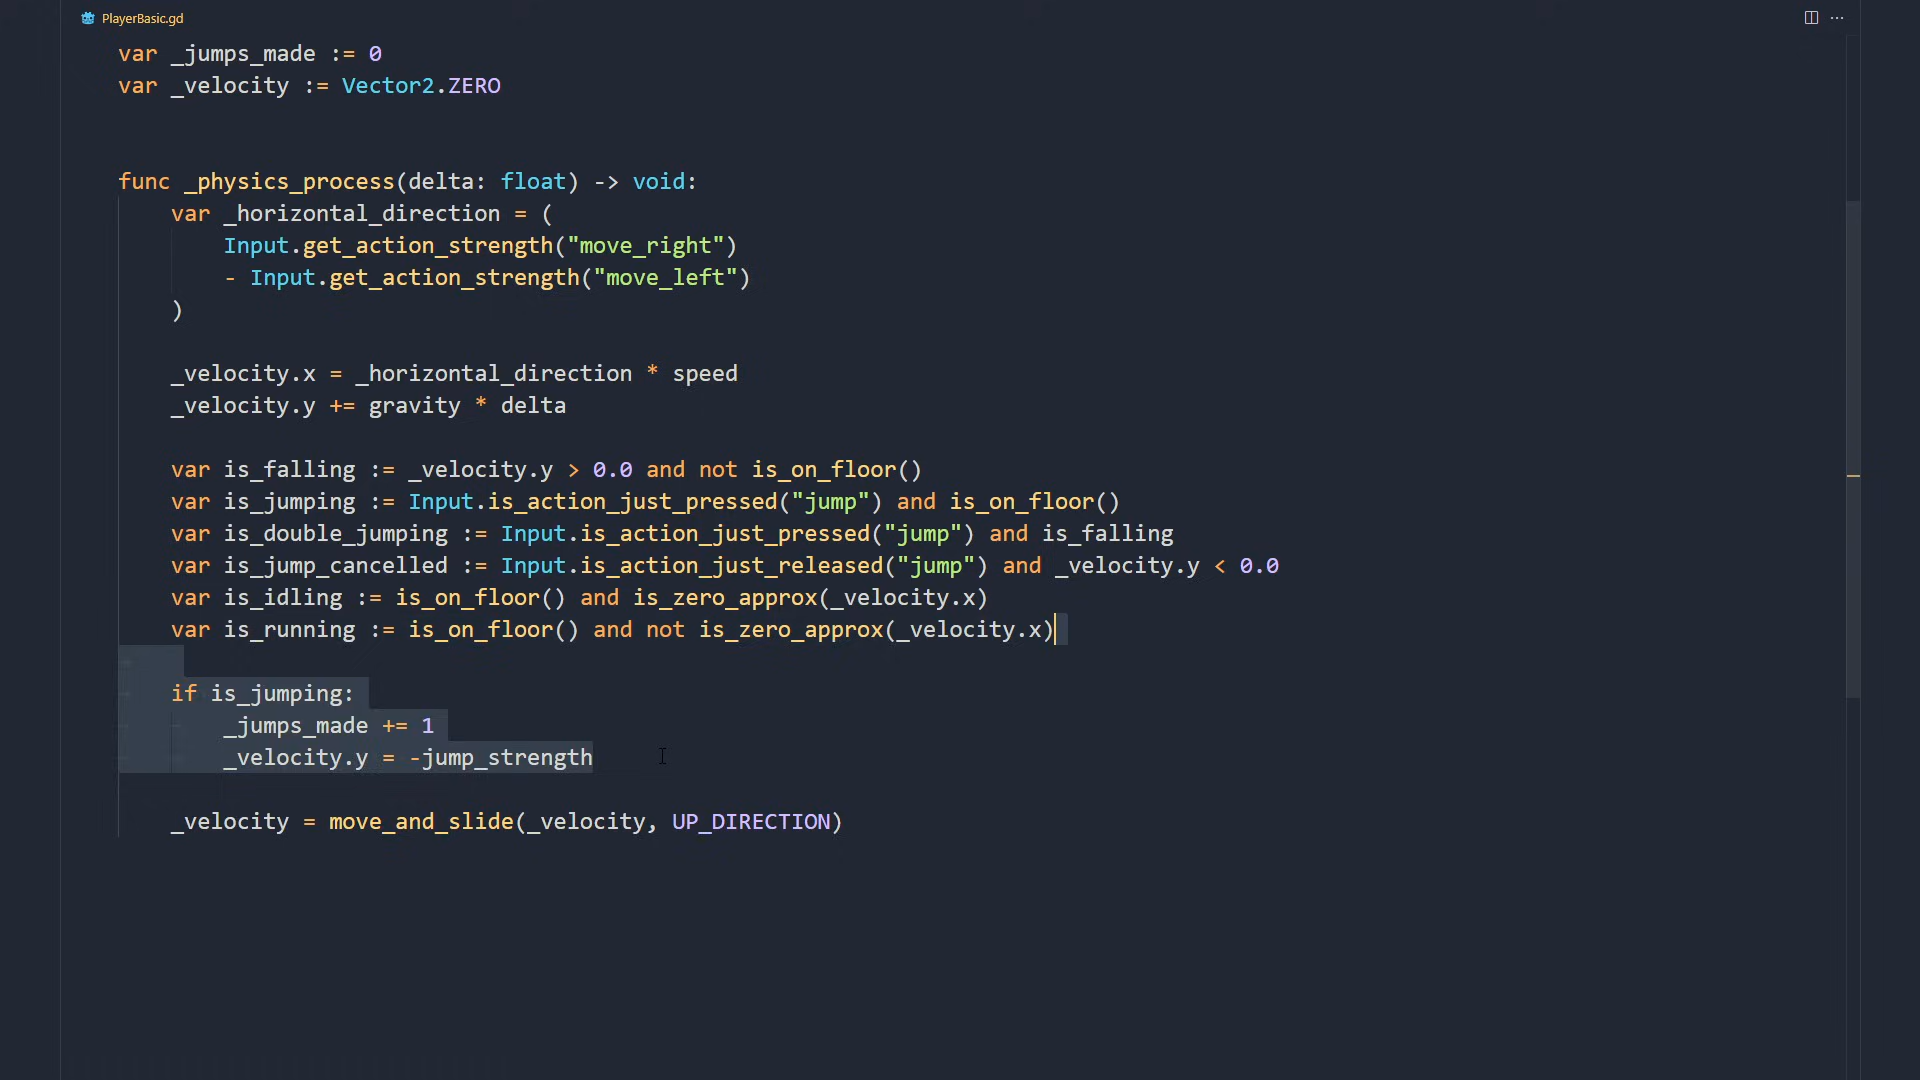 PlayerBasic.gd
var _jumps_made := 0
var _velocity := Vector2.ZERO
func _physics_process(delta: float) -> void:
var _horizontal_direction = (
Input.get_action_strength("move_right")
- Input.get_action_strength("move_left")
)
_velocity.x = _horizontal_direction * speed
_velocity.y += gravity * delta
var is_falling := _velocity.y > 0.0 and not is_on_floor()
var is_jumping := Input.is_action_just_pressed("jump") and is_on_floor()
var is_double_jumping := Input.is_action_just_pressed("jump") and is_falling
var is_jump_cancelled := Input.is_action_just_released("jump") and _velocity.y < 0.0
var is_idling := is_on_floor() and is_zero_approx(_velocity.x)
var is_running := is_on_floor() and not is_zero_approx(_velocity.x)
if is_jumping:
_jumps_made += 1
_velocity.y = -jump_strength
_velocity = move_and_slide(_velocity, UP_DIRECTION)